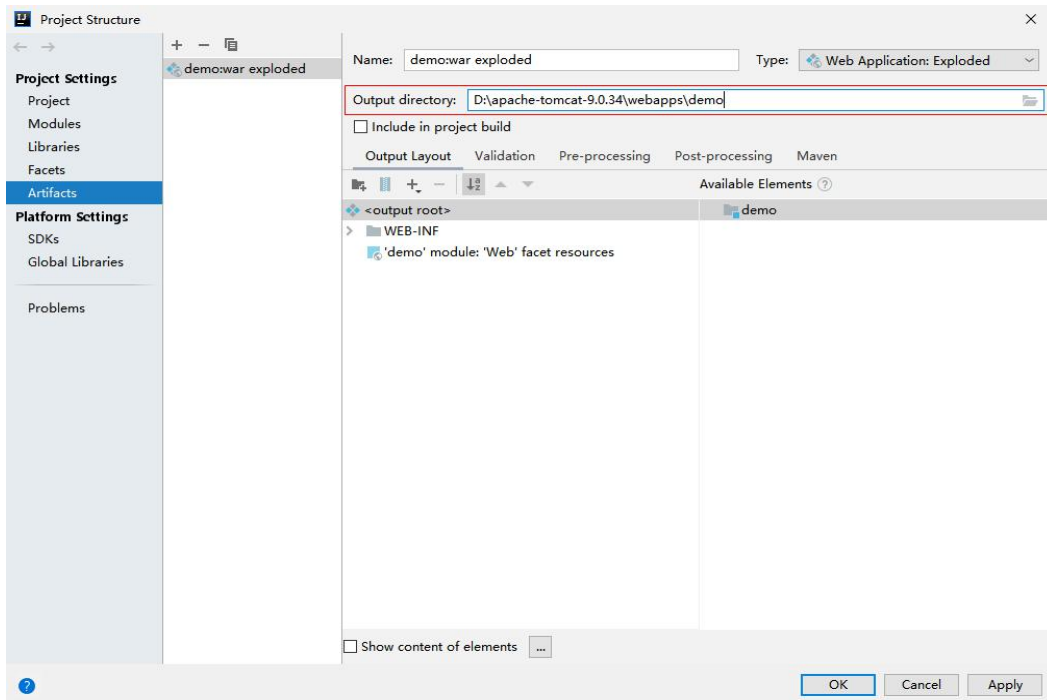 Project Structure
Project Settings
Project
Modules
Libraries
Facets
Artifacts
Platform Settings
SDKs
Global Libraries
Problems
demo:war exploded
Name: demo:war exploded Type: Web Application: Exploded
Output directory: D:\apache-tomcat-9.0.34\webapps\demo
Include in project build
Output Layout Validation Pre-processing Post-processing Maven
Available Elements ?
<output root> demo
WEB-INF
'demo' module: 'Web' facet resources
Show content of elements ...
? OK Cancel Apply